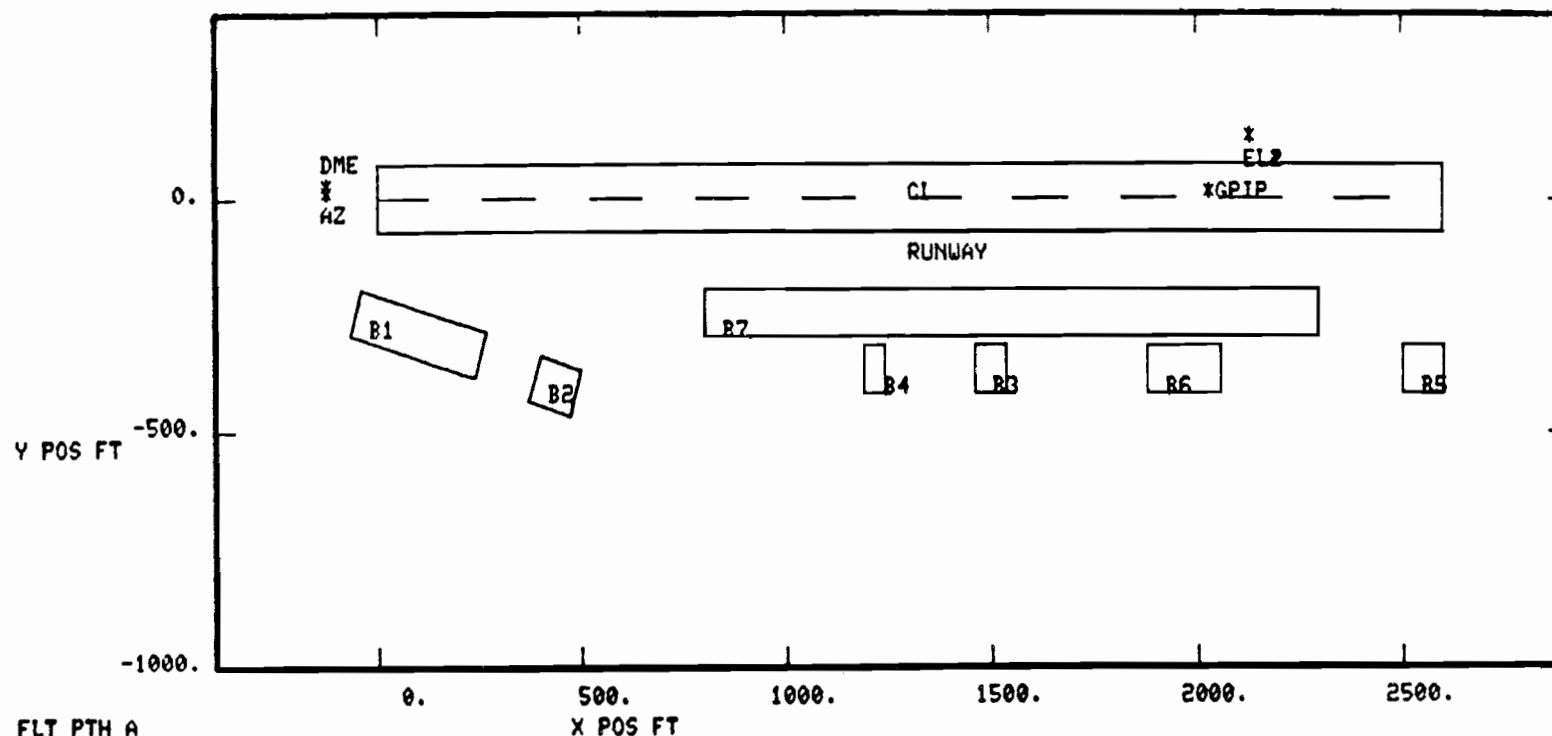 DME
*
*
AZ
0.
*
EL2
CL
*GPIP
RUNWAY
B1
B2
B7
B4
B3
B6
B5
-500.
Y POS FT
-1000.
0.
500.
1000.
1500.
2000.
2500.
FLT PTH A
X POS FT